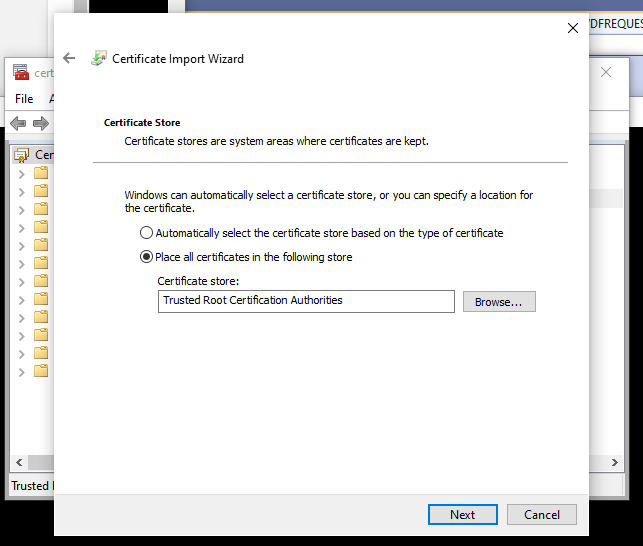 DFREQUES
Certificate Import Wizard
cert
File
Certificate Store
Certificate stores are system areas where certificates are kept.
Cer
Windows can automatically select a certificate store, or you can specify a location for
the certificate.
Automatically select the certificate store based on the type of certificate
Place all certificates in the following store
Certificate store:
Trusted Root Certification Authorities
Browse...
Trusted
Next
Cancel